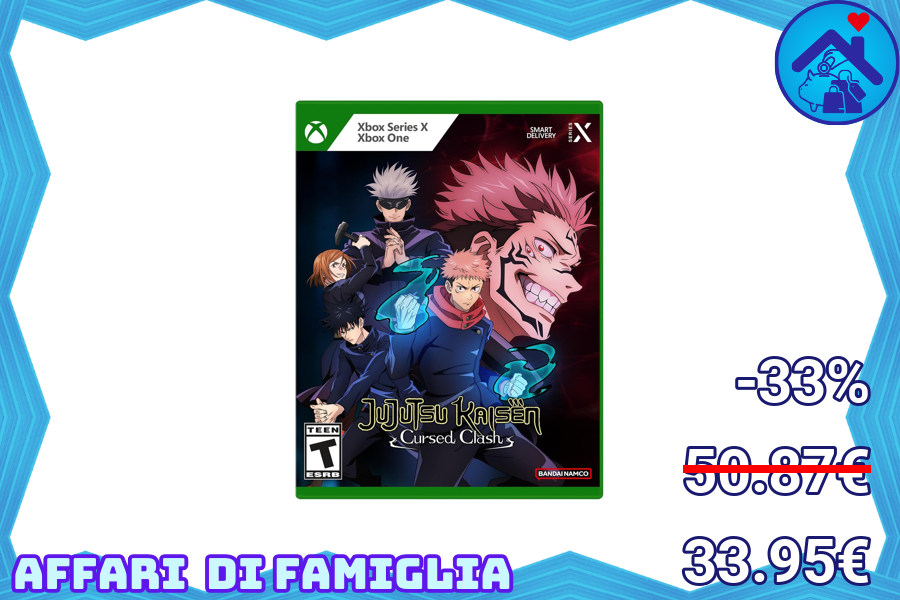 Xbox Series X
Xbox One
SMART
DELIVERY
SERIES X
JUJUTSU KAISEN
Cursed Clash
TEEN
T
ESRB
BANDAI NAMCO
-33%
50.87€
33.95€
AFFARI DI FAMIGLIA